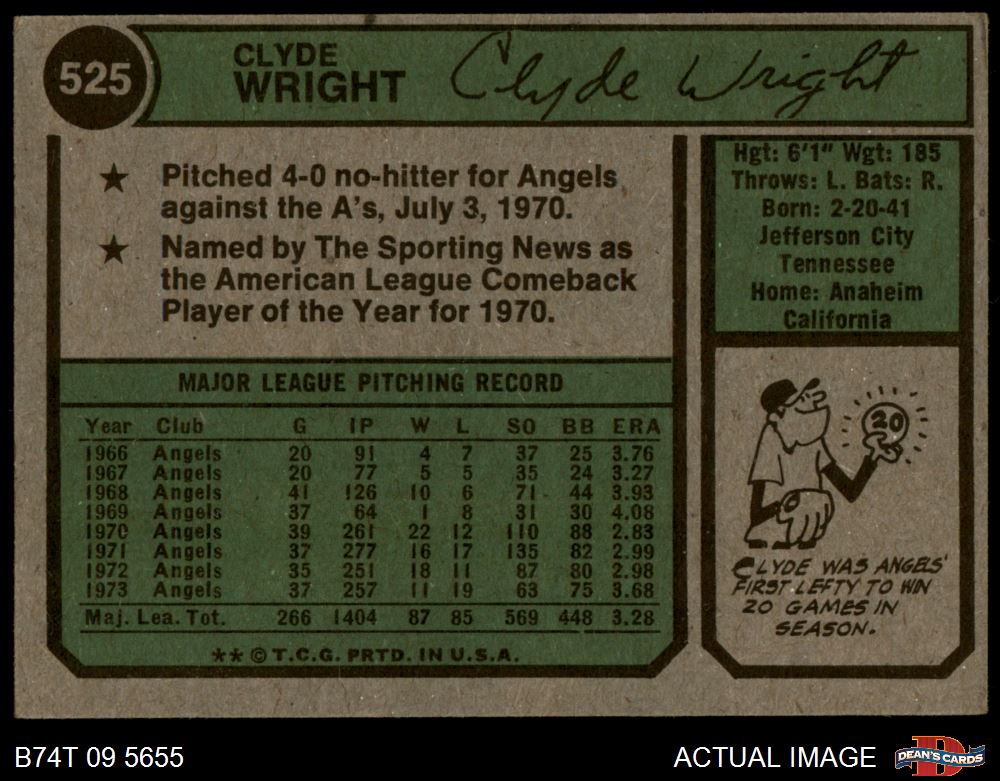 525
CLYDE
WRIGHT
Clyde Wright
★ Pitched 4-0 no-hitter for Angels
against the A's, July 3, 1970.
★ Named by The Sporting News as
the American League Comeback
Player of the Year for 1970.
Hgt: 6'1" Wgt: 185
Throws: L. Bats: R.
Born: 2-20-41
Jefferson City
Tennessee
Home: Anaheim
California
MAJOR LEAGUE PITCHING RECORD
Year Club G IP W L SO BB ERA
1966 Angels 20 91 4 7 37 25 3.76
1967 Angels 20 77 5 5 35 24 3.27
1968 Angels 41 126 10 6 71 44 3.93
1969 Angels 37 64 1 8 31 30 4.08
1970 Angels 39 261 22 12 110 88 2.83
1971 Angels 37 277 16 17 135 82 2.99
1972 Angels 35 251 18 11 87 80 2.98
1973 Angels 37 257 11 19 63 75 3.68
Maj. Lea. Tot. 266 1404 87 85 569 448 3.28
** © T.C.G. PRTD. IN U.S.A.
20
CLYDE WAS ANGELS'
FIRST LEFTY TO WIN
20 GAMES IN
SEASON.
B74T 09 5655
ACTUAL IMAGE
D
DEAN'S CARDS